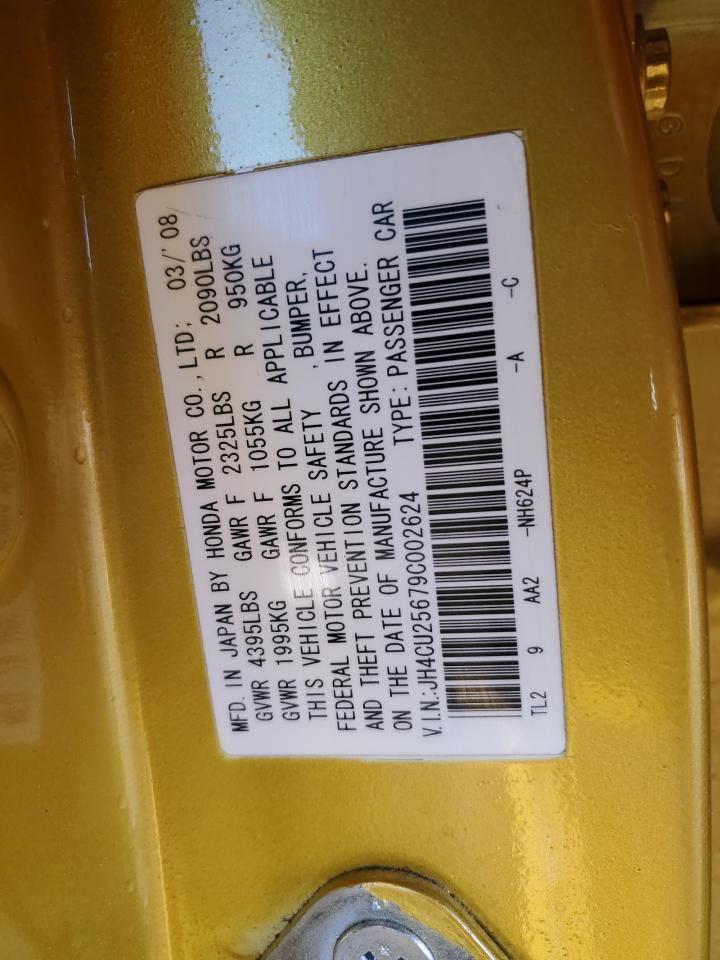 MFD. IN JAPAN BY HONDA MOTOR CO., LTD; 03/'08
GVWR 4395LBS GAWR F 2325LBS R 2090LBS
GVWR 1995KG GAWR F 1055KG R 950KG
THIS VEHICLE CONFORMS TO ALL APPLICABLE
FEDERAL MOTOR VEHICLE SAFETY ,BUMPER,
AND THEFT PREVENTION STANDARDS IN EFFECT
ON THE DATE OF MANUFACTURE SHOWN ABOVE.
V.I.N.:JH4CU25679C002624 TYPE: PASSENGER CAR
TL2 9 AA2 -NH624P -A -C